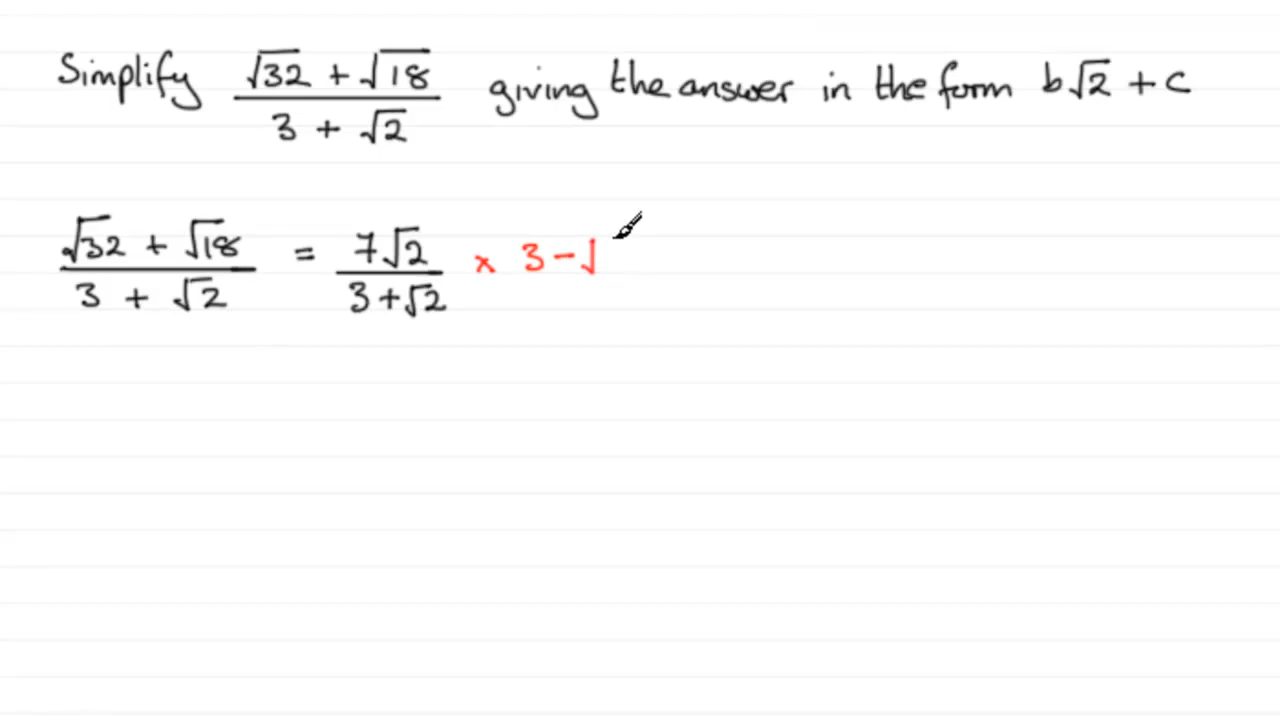 Simplify (√32 + √18)/(3 + √2) giving the answer in the form b√2 + c
(√32 + √18)/(3 + √2) = 7√2/(3+√2) × 3-√